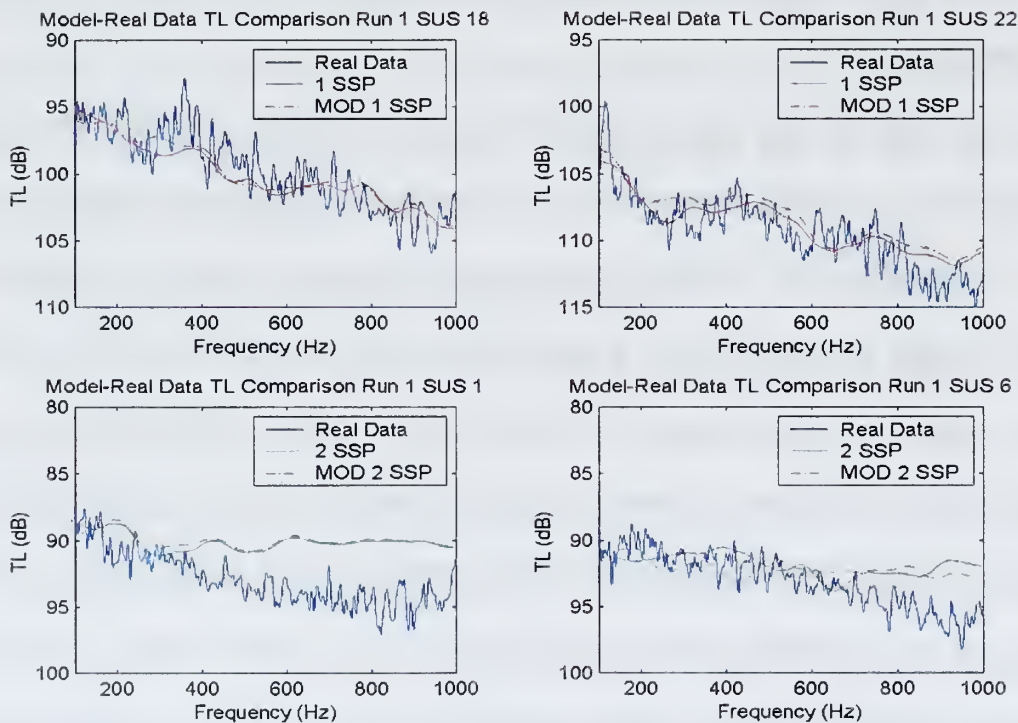 Model-Real Data TL Comparison Run 1 SUS 18
90
95
100
105
110
TL (dB)
Real Data
1 SSP
MOD 1 SSP
200 400 600 800 1000
Frequency (Hz)
Model-Real Data TL Comparison Run 1 SUS 22
95
100
105
110
115
TL (dB)
Real Data
1 SSP
MOD 1 SSP
200 400 600 800 1000
Frequency (Hz)
Model-Real Data TL Comparison Run 1 SUS 1
80
85
90
95
100
TL (dB)
Real Data
2 SSP
MOD 2 SSP
200 400 600 800 1000
Frequency (Hz)
Model-Real Data TL Comparison Run 1 SUS 6
80
85
90
95
100
TL (dB)
Real Data
2 SSP
MOD 2 SSP
200 400 600 800 1000
Frequency (Hz)